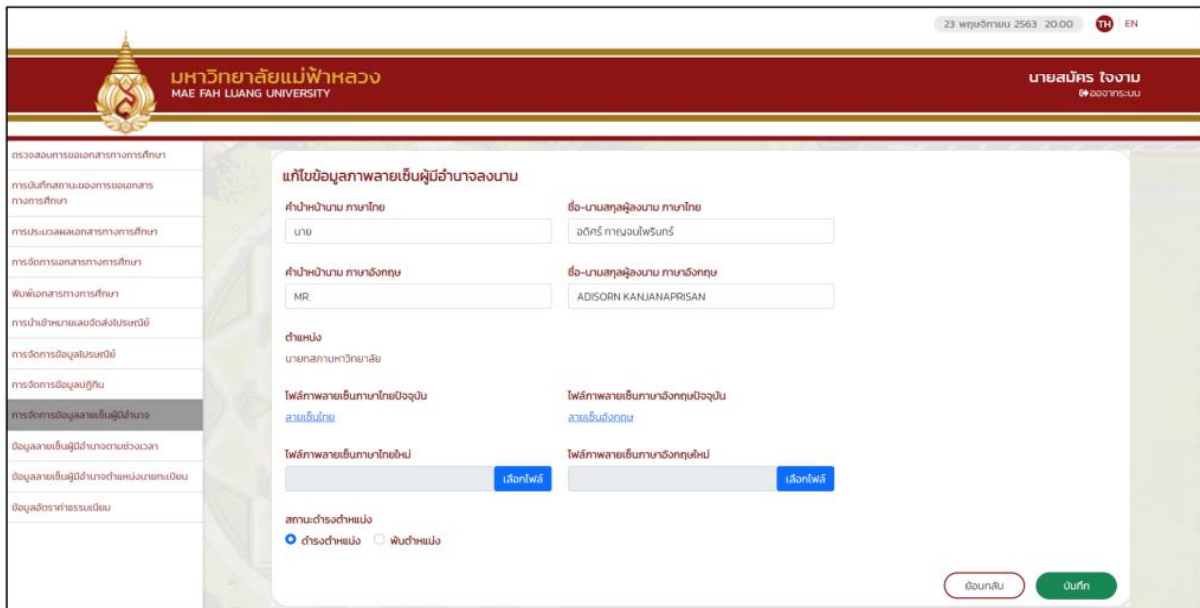 23 พฤษจิกายน 2563 20:00 TH EN
มหาวิทยาลัยแม่ฟ้าหลวง
MAE FAH LUANG UNIVERSITY
นายสมัคร ใจงาม
ออจากระบบ
ตรวจสอบการขอเอกสารทางการศึกษา
การบันทึกสถานะของการขอเอกสาร
ทางการศึกษา
การประมวลผลเอกสารทางการศึกษา
การจัดการเอกสารทางการศึกษา
พิมพ์เอกสารทางการศึกษา
การนำเข้าหมายเลขจัดส่งไปรษณีย์
การจัดการข้อมูลไปรษณีย์
การจัดการข้อมูลปฏิทิน
การจัดการข้อมูลลายเซ็นผู้มีอำนาจ
ข้อมูลลายเซ็นผู้มีอำนาจตามช่วงเวลา
ข้อมูลลายเซ็นผู้มีอำนาจตำแหน่งนายทะเบียน
ข้อมูลอัตราค่าธรรมเนียม
แก้ไขข้อมูลภาพลายเซ็นผู้มีอำนาจลงนาม
คำนำหน้านาม ภาษาไทย ชื่อ-นามสกุลผู้ลงนาม ภาษาไทย
นาย อดิศร์ กาญจนไพรินทร์
คำนำหน้านาม ภาษาอังกฤษ ชื่อ-นามสกุลผู้ลงนาม ภาษาอังกฤษ
MR. ADISORN KANJANAPRISAN
ตำแหน่ง
นายกสภามหาวิทยาลัย
ไฟล์ภาพลายเซ็นภาษาไทยปัจจุบัน ไฟล์ภาพลายเซ็นภาษาอังกฤษปัจจุบัน
ลายเซ็นไทย ลายเซ็นอังกฤษ
ไฟล์ภาพลายเซ็นภาษาไทยใหม่ ไฟล์ภาพลายเซ็นภาษาอังกฤษใหม่
เลือกไฟล์ เลือกไฟล์
สถานะดำรงตำแหน่ง
ดำรงตำแหน่ง พ้นตำแหน่ง
ย้อนกลับ บันทึก